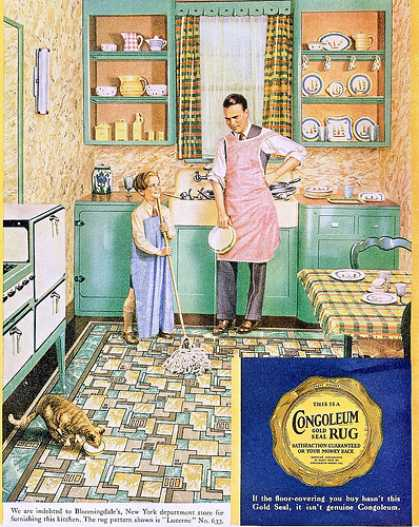 THIS IS A
CONGOLEUM
GOLD
SEAL RUG
SATISFACTION GUARANTEED
OR YOUR MONEY BACK
We are indebted to Bloomingdale's, New York department store for
furnishing this kitchen. The rug pattern shown is "Lucerne" No. 633.
If the floor-covering you buy hasn't this
Gold Seal, it isn't genuine Congoleum.